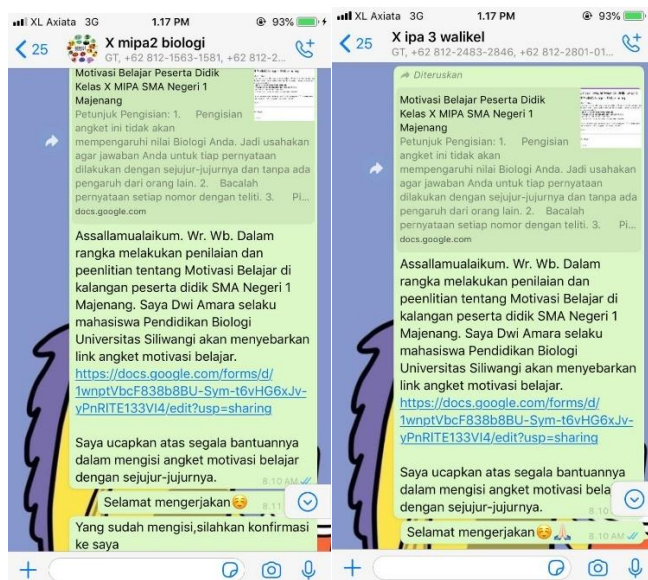 XL Axiata 3G 1.17 PM 93%
25
X mipa2 biologi
GT, +62 812-1563-1581, +62 812-2...
Motivasi Belajar Peserta Didik
Kelas X MIPA SMA Negeri 1
Majenang
Petunjuk Pengisian: 1. Pengisian
angket ini tidak akan
mempengaruhi nilai Biologi Anda. Jadi usahakan
agar jawaban Anda untuk tiap pernyataan
dilakukan dengan sejujur-jujurnya dan tanpa ada
pengaruh dari orang lain. 2. Bacalah
pernyataan setiap nomor dengan teliti. 3. Pi...
docs.google.com
Assallamualaikum. Wr. Wb. Dalam
rangka melakukan penilaian dan
peenlitian tentang Motivasi Belajar di
kalangan peserta didik SMA Negeri 1
Majenang. Saya Dwi Amara selaku
mahasiswa Pendidikan Biologi
Universitas Siliwangi akan menyebarkan
link angket motivasi belajar.
https://docs.google.com/forms/d/
1wnptVbcF838b8BU-Sym-t6vHG6xJv-
yPnRITE133VI4/edit?usp=sharing
Saya ucapkan atas segala bantuannya
dalam mengisi angket motivasi belajar
dengan sejujur-jujurnya. 8.10 AM
Selamat mengerjakan😊 8.11
Yang sudah mengisi,silahkan konfirmasi
ke saya
XL Axiata 3G 1.17 PM 93%
25
X ipa 3 walikel
GT, +62 812-2483-2846, +62 812-2801-01...
Diteruskan
Motivasi Belajar Peserta Didik
Kelas X MIPA SMA Negeri 1
Majenang
Petunjuk Pengisian: 1. Pengisian
angket ini tidak akan
mempengaruhi nilai Biologi Anda. Jadi usahakan
agar jawaban Anda untuk tiap pernyataan
dilakukan dengan sejujur-jujurnya dan tanpa ada
pengaruh dari orang lain. 2. Bacalah
pernyataan setiap nomor dengan teliti. 3. Pi...
docs.google.com
Assallamualaikum. Wr. Wb. Dalam
rangka melakukan penilaian dan
peenlitian tentang Motivasi Belajar di
kalangan peserta didik SMA Negeri 1
Majenang. Saya Dwi Amara selaku
mahasiswa Pendidikan Biologi
Universitas Siliwangi akan menyebarkan
link angket motivasi belajar.
https://docs.google.com/forms/d/
1wnptVbcF838b8BU-Sym-t6vHG6xJv-
yPnRITE133VI4/edit?usp=sharing
Saya ucapkan atas segala bantuannya
dalam mengisi angket motivasi bela
dengan sejujur-jujurnya. 8.10
Selamat mengerjakan😊🙏🏻 8.10 AM